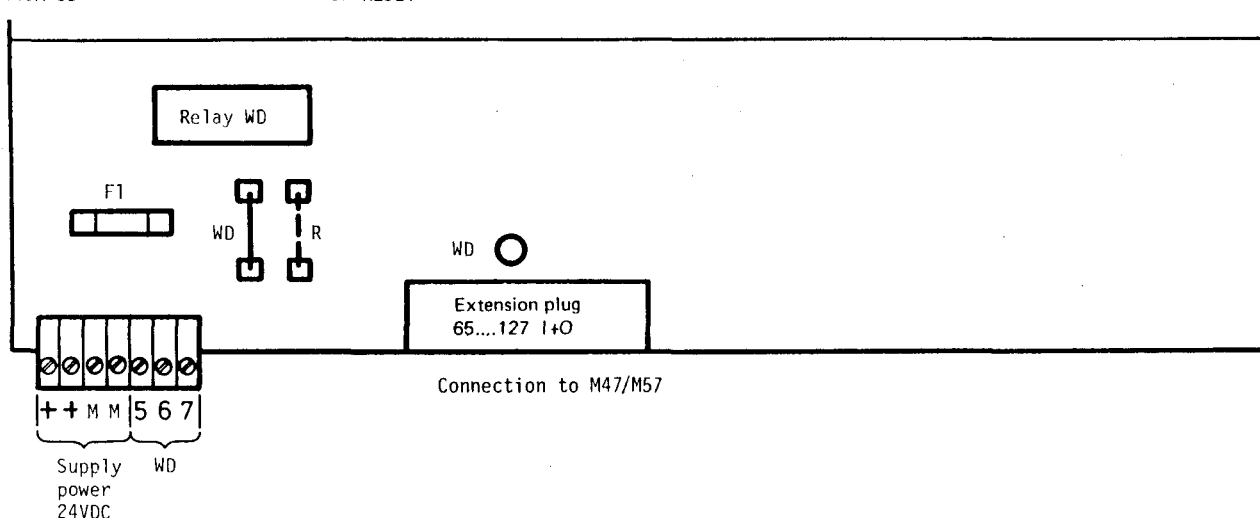 Relay WD
F1
WD
R
WD
Extension plug
65....127 I+O
Connection to M47/M57
+ + M M 5 6 7
Supply WD
power
24VDC